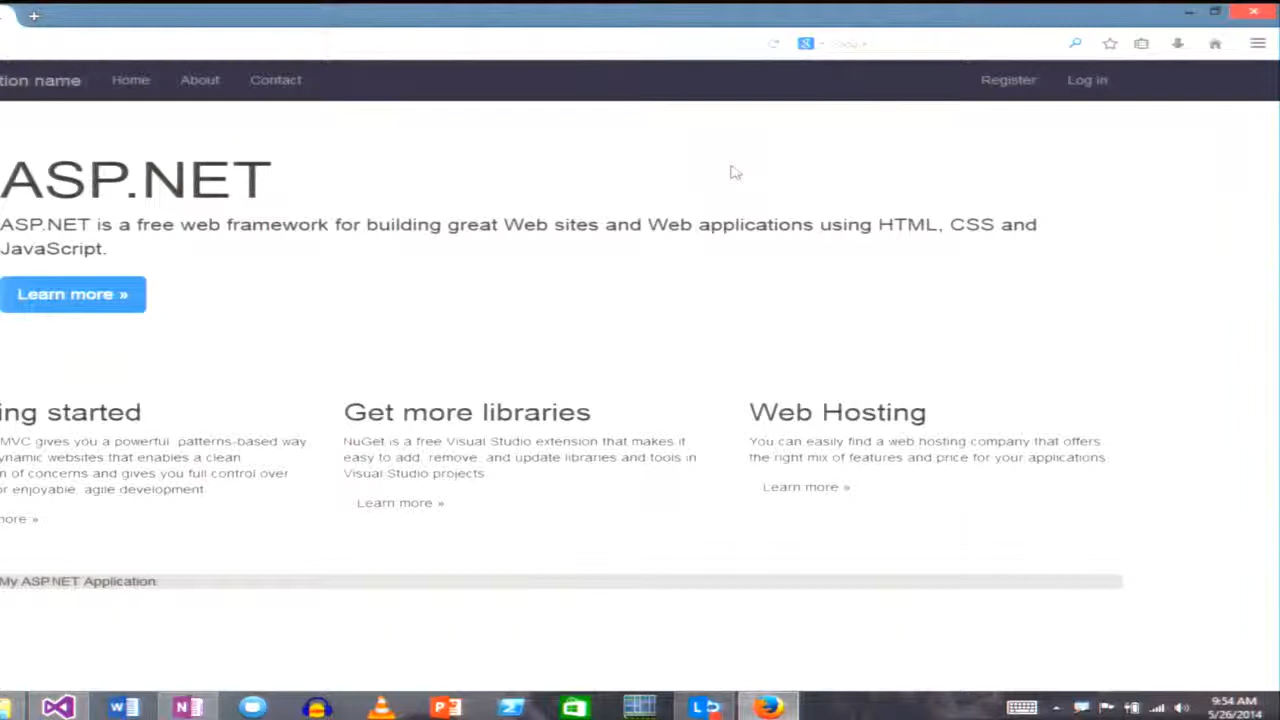 tion name Home About Contact Register Log in
ASP.NET
ASP.NET is a free web framework for building great Web sites and Web applications using HTML, CSS and
JavaScript.
Learn more »
ing started
MVC gives you a powerful, patterns-based way
ynamic websites that enables a clean
n of concerns and gives you full control over
or enjoyable, agile development
more »
Get more libraries
NuGet is a free Visual Studio extension that makes it
easy to add, remove, and update libraries and tools in
Visual Studio projects
Learn more »
Web Hosting
You can easily find a web hosting company that offers
the right mix of features and price for your applications
Learn more »
My ASP.NET Application
9:54 AM
5/26/2014